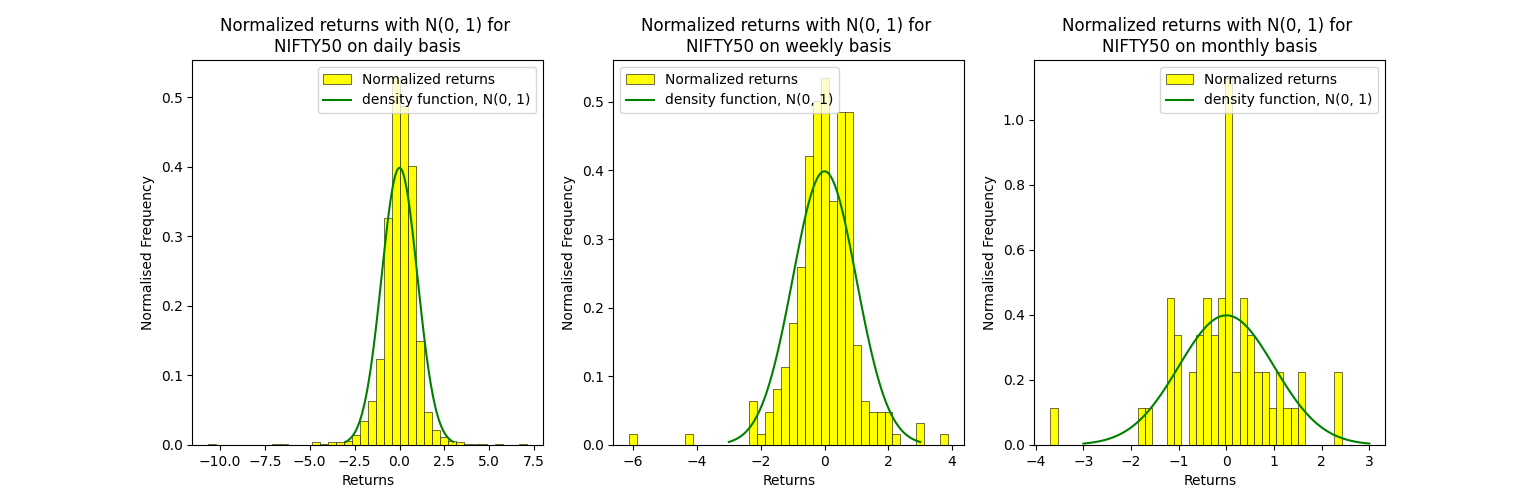 Normalized returns with N(0, 1) for
NIFTY50 on daily basis
Normalized returns
density function, N(0, 1)
Normalised Frequency
0.5
0.4
0.3
0.2
0.1
0.0
−10.0 −7.5 −5.0 −2.5 0.0 2.5 5.0 7.5
Returns
Normalized returns with N(0, 1) for
NIFTY50 on weekly basis
Normalized returns
density function, N(0, 1)
Normalised Frequency
0.5
0.4
0.3
0.2
0.1
0.0
−6 −4 −2 0 2 4
Returns
Normalized returns with N(0, 1) for
NIFTY50 on monthly basis
Normalized returns
density function, N(0, 1)
Normalised Frequency
1.0
0.8
0.6
0.4
0.2
0.0
−4 −3 −2 −1 0 1 2 3
Returns